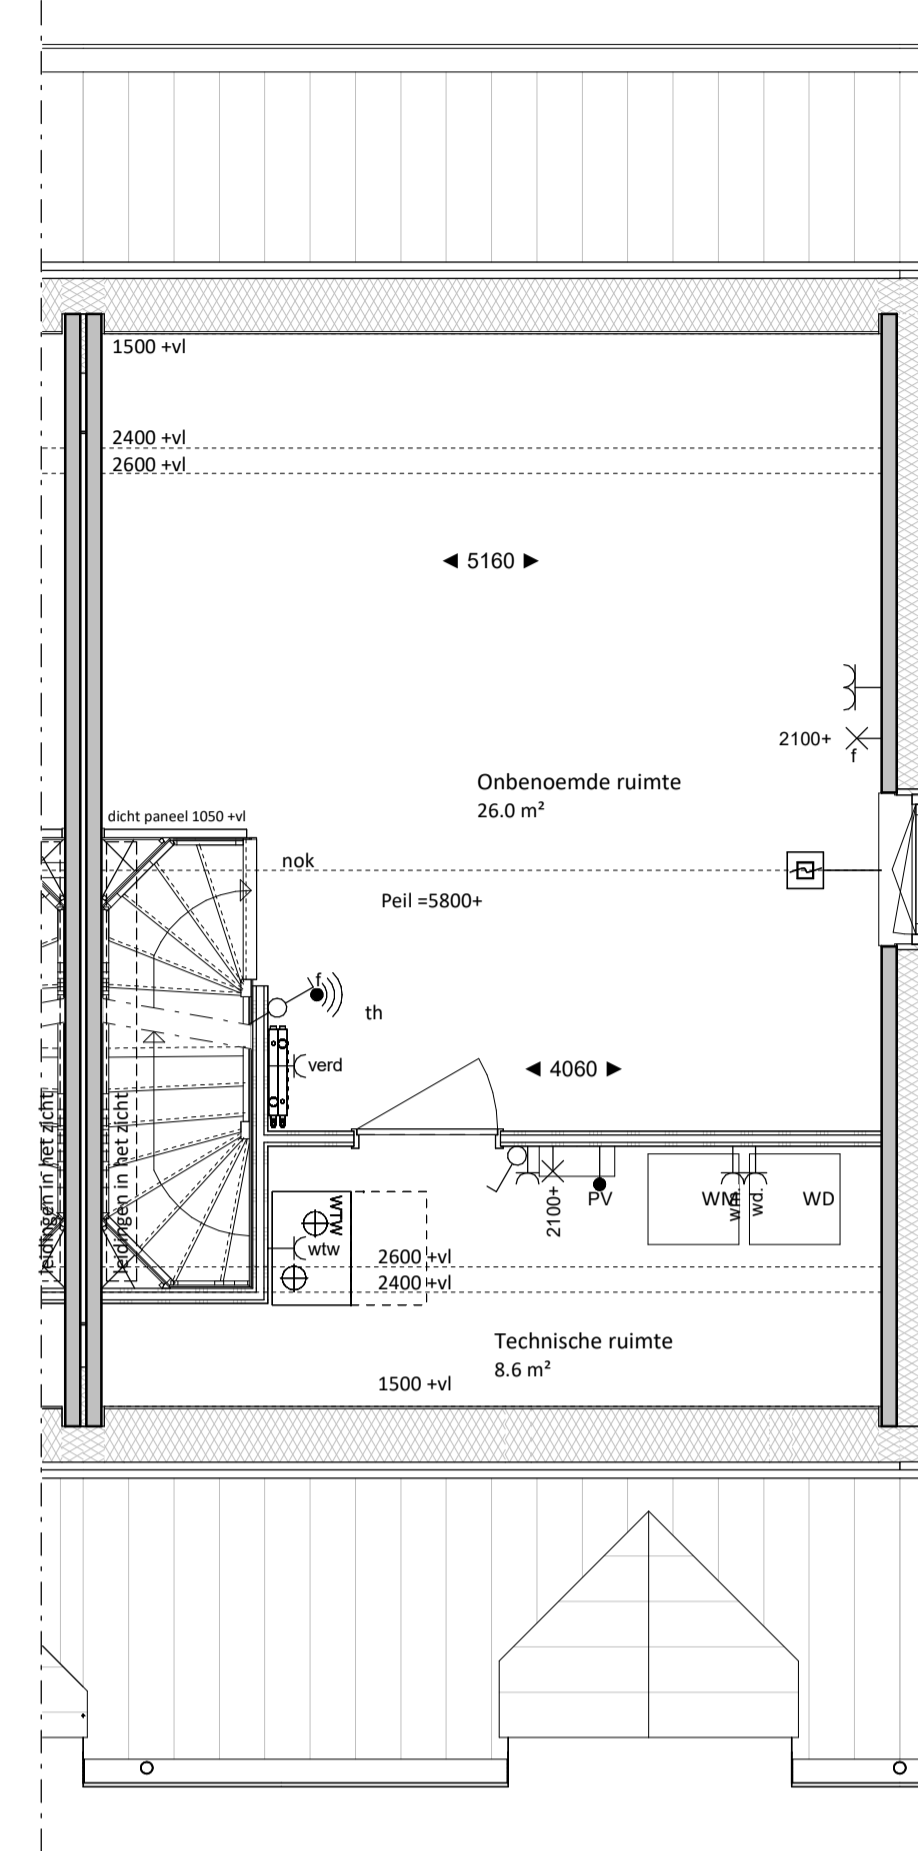 1500 +vl
2400 +vl
2600 +vl
◄ 5160 ►
2100+
f
Onbenoemde ruimte
26.0 m²
dicht paneel 1050 +vl
nok
Peil =5800+
f
th
verd
◄ 4060 ►
leidingen in het zicht
leidingen in het zicht
WTW
wtw
2100+
PV
WM
wm.
wd.
WD
2600 +vl
2400 +vl
Technische ruimte
8.6 m²
1500 +vl